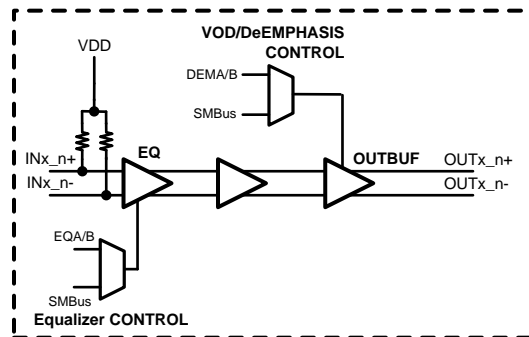 VOD/DeEMPHASIS
CONTROL
VDD
DEMA/B
SMBus
EQ
OUTBUF
INx_n+
OUTx_n+
INx_n-
OUTx_n-
EQA/B
SMBus
Equalizer CONTROL